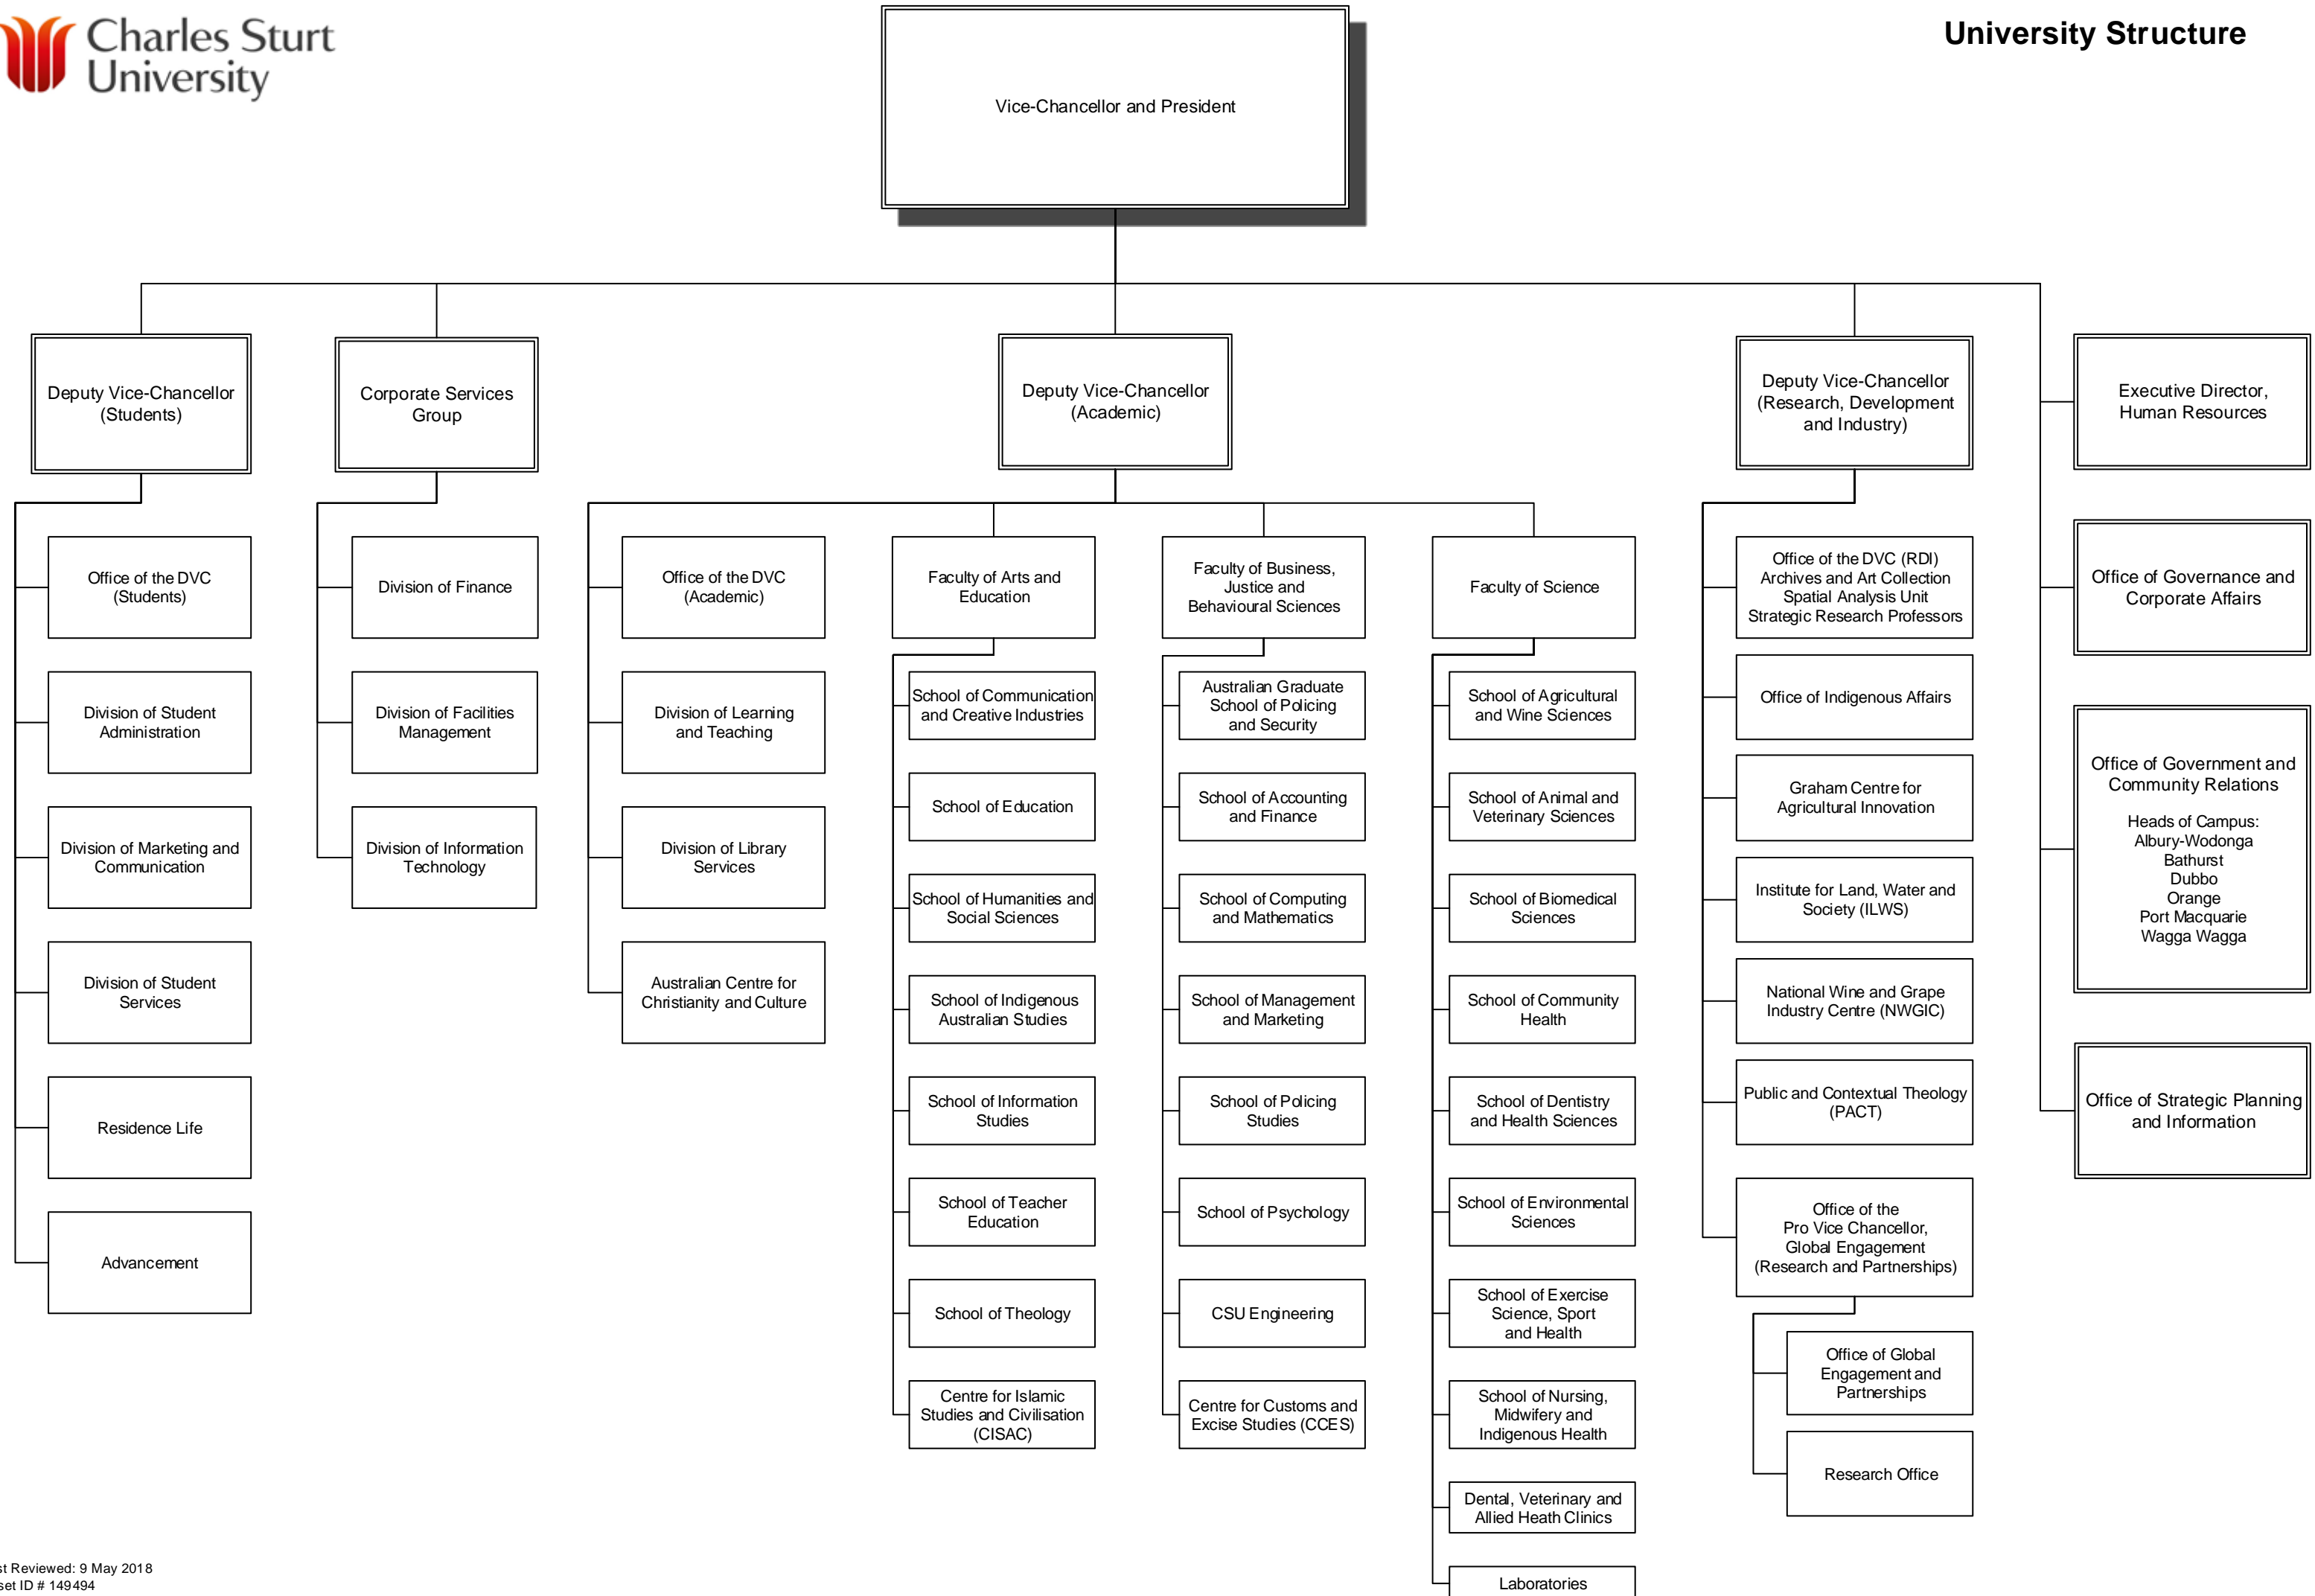 Charles Sturt
University
University Structure
Vice-Chancellor and President
Deputy Vice-Chancellor
(Students)
Corporate Services
Group
Deputy Vice-Chancellor
(Academic)
Deputy Vice-Chancellor
(Research, Development
and Industry)
Executive Director,
Human Resources
Office of the DVC
(Students)
Division of Student
Administration
Division of Marketing and
Communication
Division of Student
Services
Residence Life
Advancement
Division of Finance
Division of Facilities
Management
Division of Information
Technology
Office of the DVC
(Academic)
Division of Learning
and Teaching
Division of Library
Services
Australian Centre for
Christianity and Culture
Faculty of Arts and
Education
School of Communication
and Creative Industries
School of Education
School of Humanities and
Social Sciences
School of Indigenous
Australian Studies
School of Information
Studies
School of Teacher
Education
School of Theology
Centre for Islamic
Studies and Civilisation
(CISAC)
Faculty of Business,
Justice and
Behavioural Sciences
Australian Graduate
School of Policing
and Security
School of Accounting
and Finance
School of Computing
and Mathematics
School of Management
and Marketing
School of Policing
Studies
School of Psychology
CSU Engineering
Centre for Customs and
Excise Studies (CCES)
Faculty of Science
School of Agricultural
and Wine Sciences
School of Animal and
Veterinary Sciences
School of Biomedical
Sciences
School of Community
Health
School of Dentistry
and Health Sciences
School of Environmental
Sciences
School of Exercise
Science, Sport
and Health
School of Nursing,
Midwifery and
Indigenous Health
Dental, Veterinary and
Allied Heath Clinics
Laboratories
Office of the DVC (RDI)
Archives and Art Collection
Spatial Analysis Unit
Strategic Research Professors
Office of Indigenous Affairs
Graham Centre for
Agricultural Innovation
Institute for Land, Water and
Society (ILWS)
National Wine and Grape
Industry Centre (NWGIC)
Public and Contextual Theology
(PACT)
Office of the
Pro Vice Chancellor,
Global Engagement
(Research and Partnerships)
Office of Global
Engagement and
Partnerships
Research Office
Office of Governance and
Corporate Affairs
Office of Government and
Community Relations
Heads of Campus:
Albury-Wodonga
Bathurst
Dubbo
Orange
Port Macquarie
Wagga Wagga
Office of Strategic Planning
and Information
st Reviewed: 9 May 2018
set ID # 149494